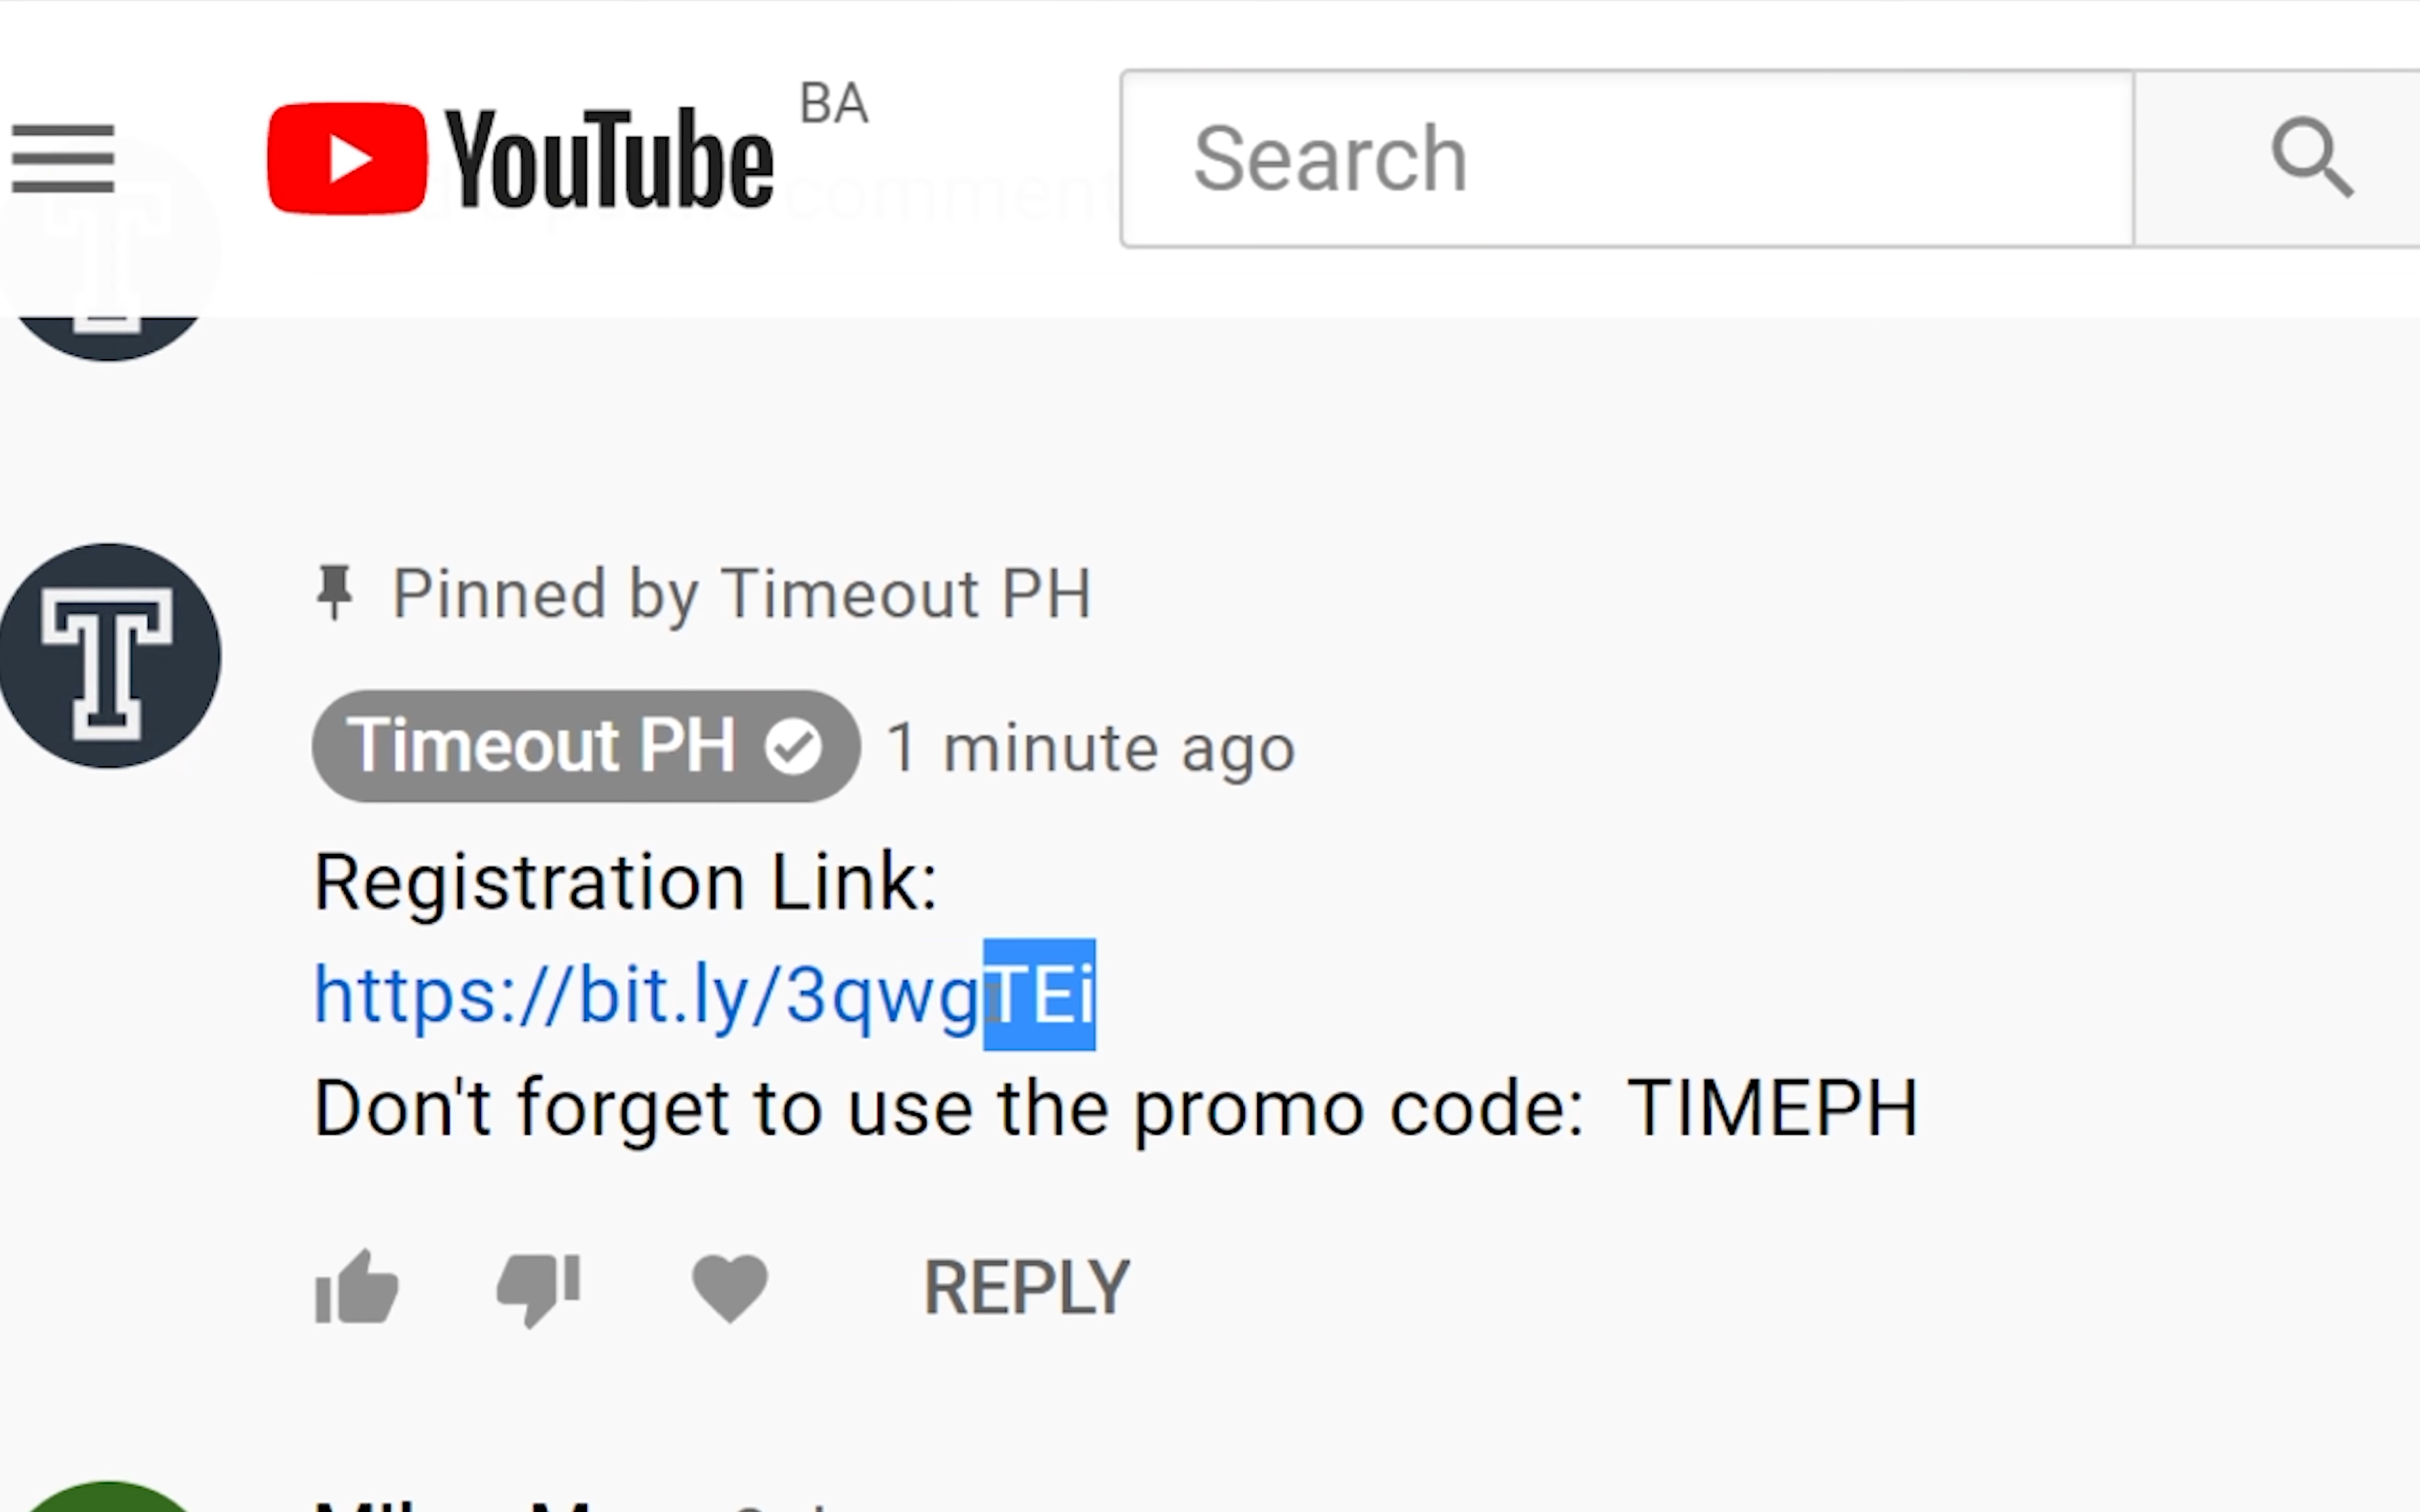 YouTube BA
Search
Pinned by Timeout PH
Timeout PH 1 minute ago
Registration Link:
https://bit.ly/3qwgTEi
Don't forget to use the promo code:  TIMEPH
REPLY